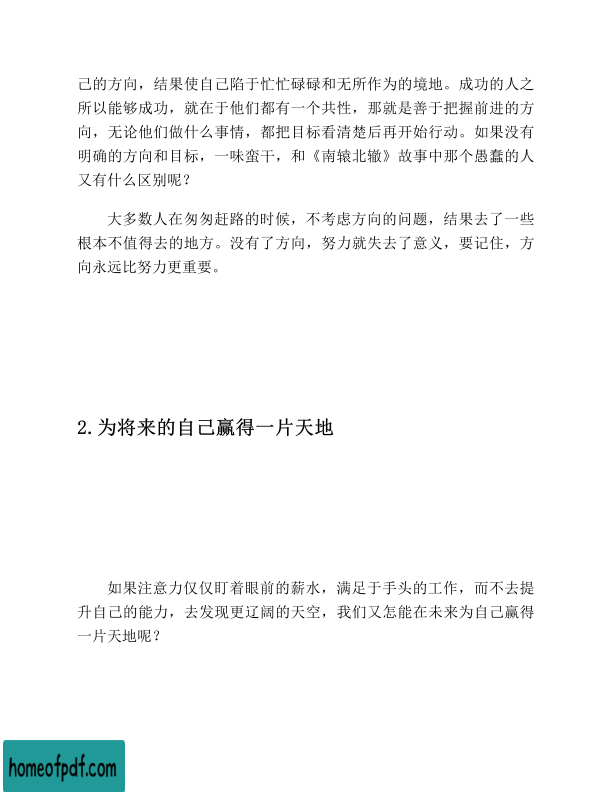 己的方向，结果使自己陷于忙忙碌碌和无所作为的境地。成功的人之
所以能够成功，就在于他们都有一个共性，那就是善于把握前进的方
向，无论他们做什么事情，都把目标看清楚后再开始行动。如果没有
明确的方向和目标，一味蛮干，和《南辕北辙》故事中那个愚蠢的人
又有什么区别呢？
大多数人在匆匆赶路的时候，不考虑方向的问题，结果去了一些
根本不值得去的地方。没有了方向，努力就失去了意义，要记住，方
向永远比努力更重要。
2.为将来的自己赢得一片天地
如果注意力仅仅盯着眼前的薪水，满足于手头的工作，而不去提
升自己的能力，去发现更辽阔的天空，我们又怎能在未来为自己赢得
一片天地呢？
homeofpdf.com